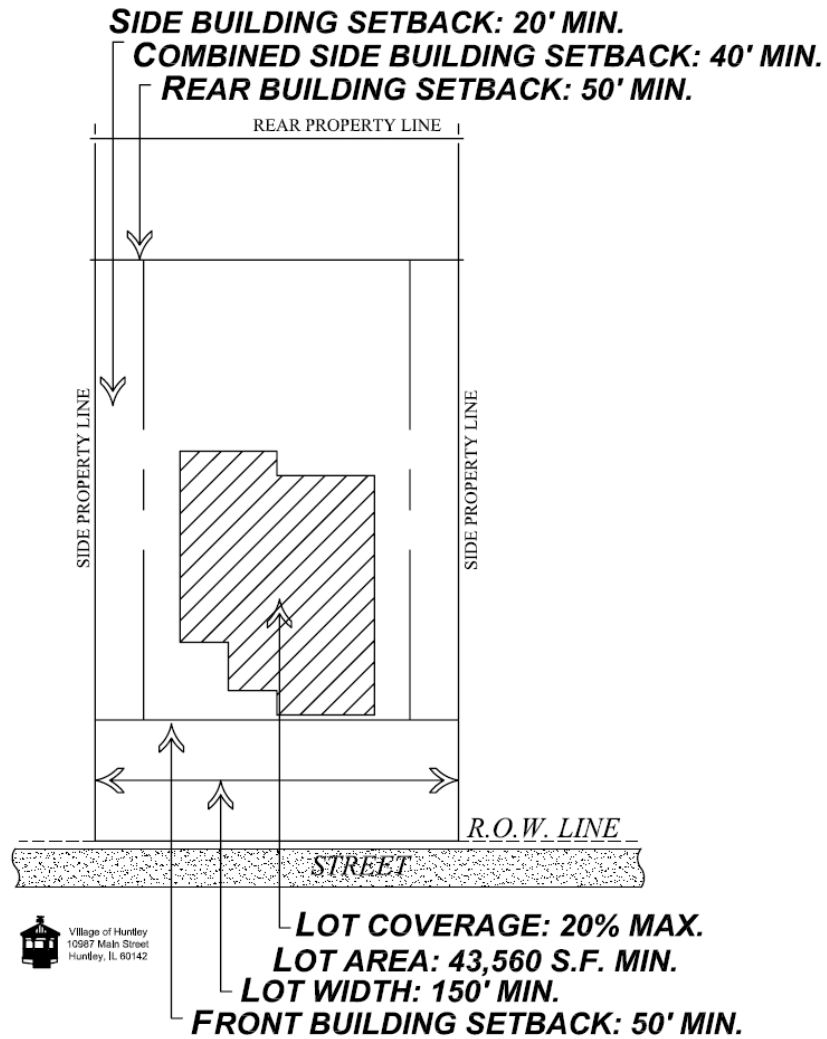 SIDE BUILDING SETBACK: 20' MIN.
COMBINED SIDE BUILDING SETBACK: 40' MIN.
REAR BUILDING SETBACK: 50' MIN.
REAR PROPERTY LINE
SIDE PROPERTY LINE
SIDE PROPERTY LINE
R.O.W. LINE
STREET
Village of Huntley
10987 Main Street
Huntley, IL 60142
LOT COVERAGE: 20% MAX.
LOT AREA: 43,560 S.F. MIN.
LOT WIDTH: 150' MIN.
FRONT BUILDING SETBACK: 50' MIN.